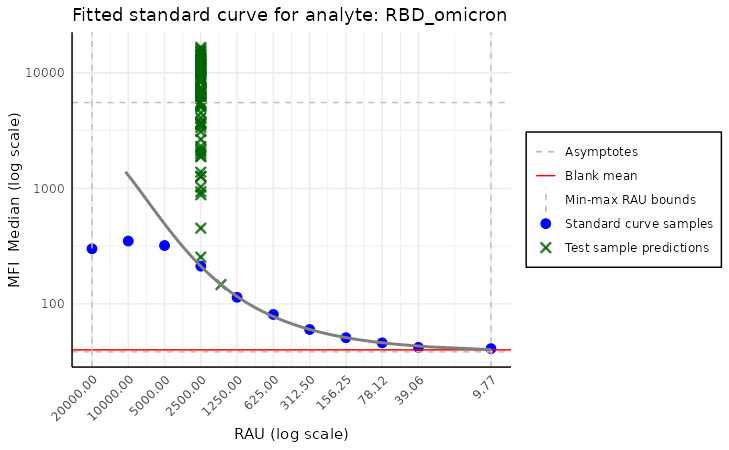 Fitted standard curve for analyte: RBD_omicron
MFI  Median (log scale)
10000
1000
100
20000.00
10000.00
5000.00
2500.00
1250.00
625.00
312.50
156.25
78.12
39.06
9.77
RAU (log scale)
Asymptotes
Blank mean
Min-max RAU bounds
Standard curve samples
Test sample predictions